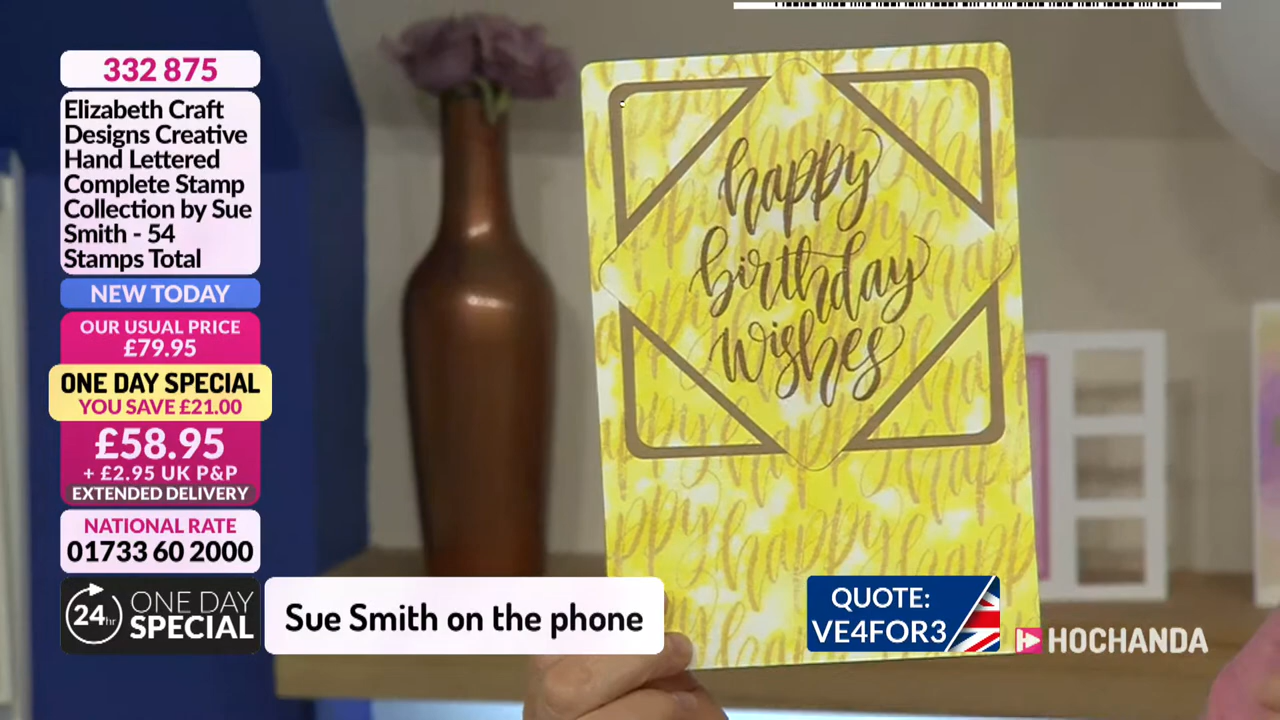 332 875
Elizabeth Craft
Designs Creative
Hand Lettered
Complete Stamp
Collection by Sue
Smith - 54
Stamps Total
NEW TODAY
OUR USUAL PRICE
£79.95
ONE DAY SPECIAL
YOU SAVE £21.00
£58.95
+ £2.95 UK P&P
EXTENDED DELIVERY
NATIONAL RATE
01733 60 2000
24hr
ONE DAY
SPECIAL
Sue Smith on the phone
happy
birthday
wishes
QUOTE:
VE4FOR3
HOCHANDA